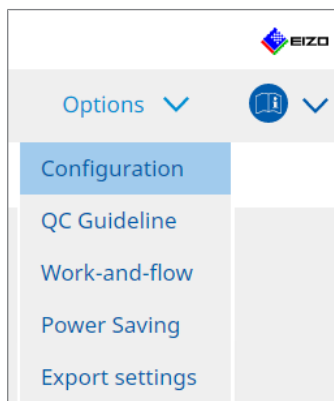 EIZO
Options
Configuration
QC Guideline
Work-and-flow
Power Saving
Export settings